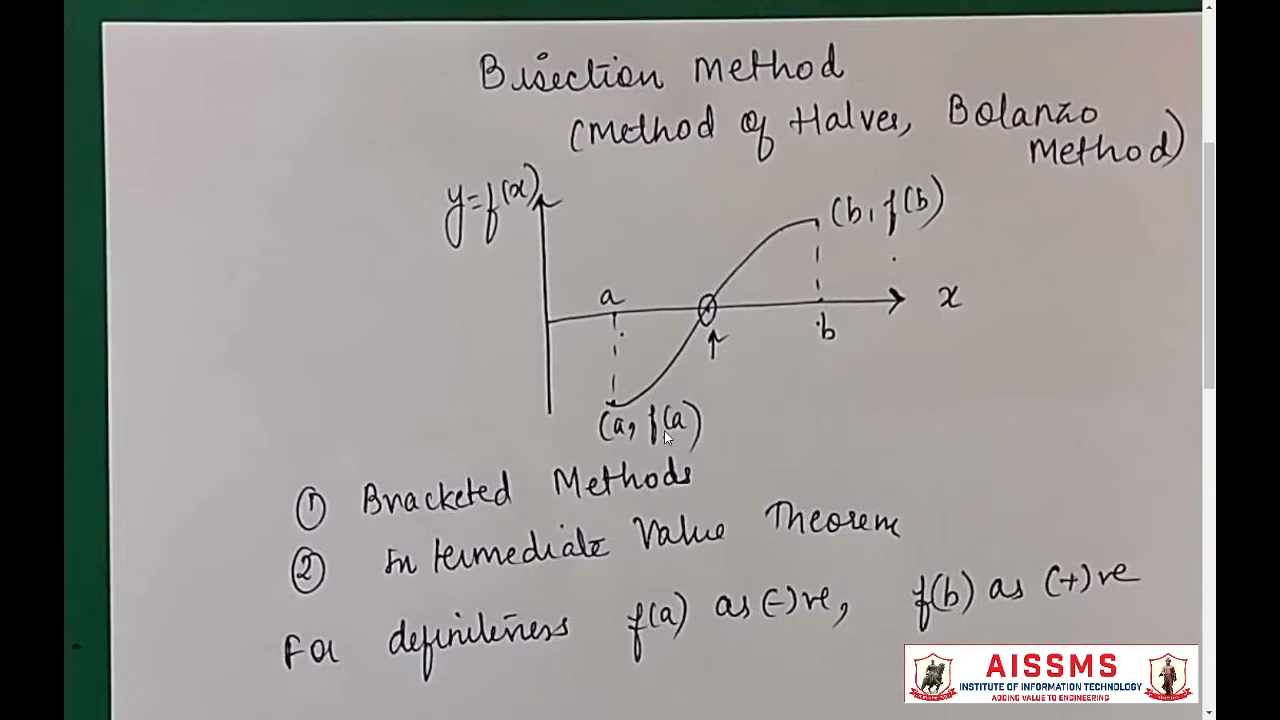 Bisection Method
(Method of Halves, Bolanzo
Method)
y=f(x)
(b, f(b)
a
x
b
(a, f(a)
① Bracketed Methods
② Intermediate Value Theorem
For definiteness f(a) as (-)ve, f(b) as (+)ve
AISSMS
INSTITUTE OF INFORMATION TECHNOLOGY
ADDING VALUE TO ENGINEERING